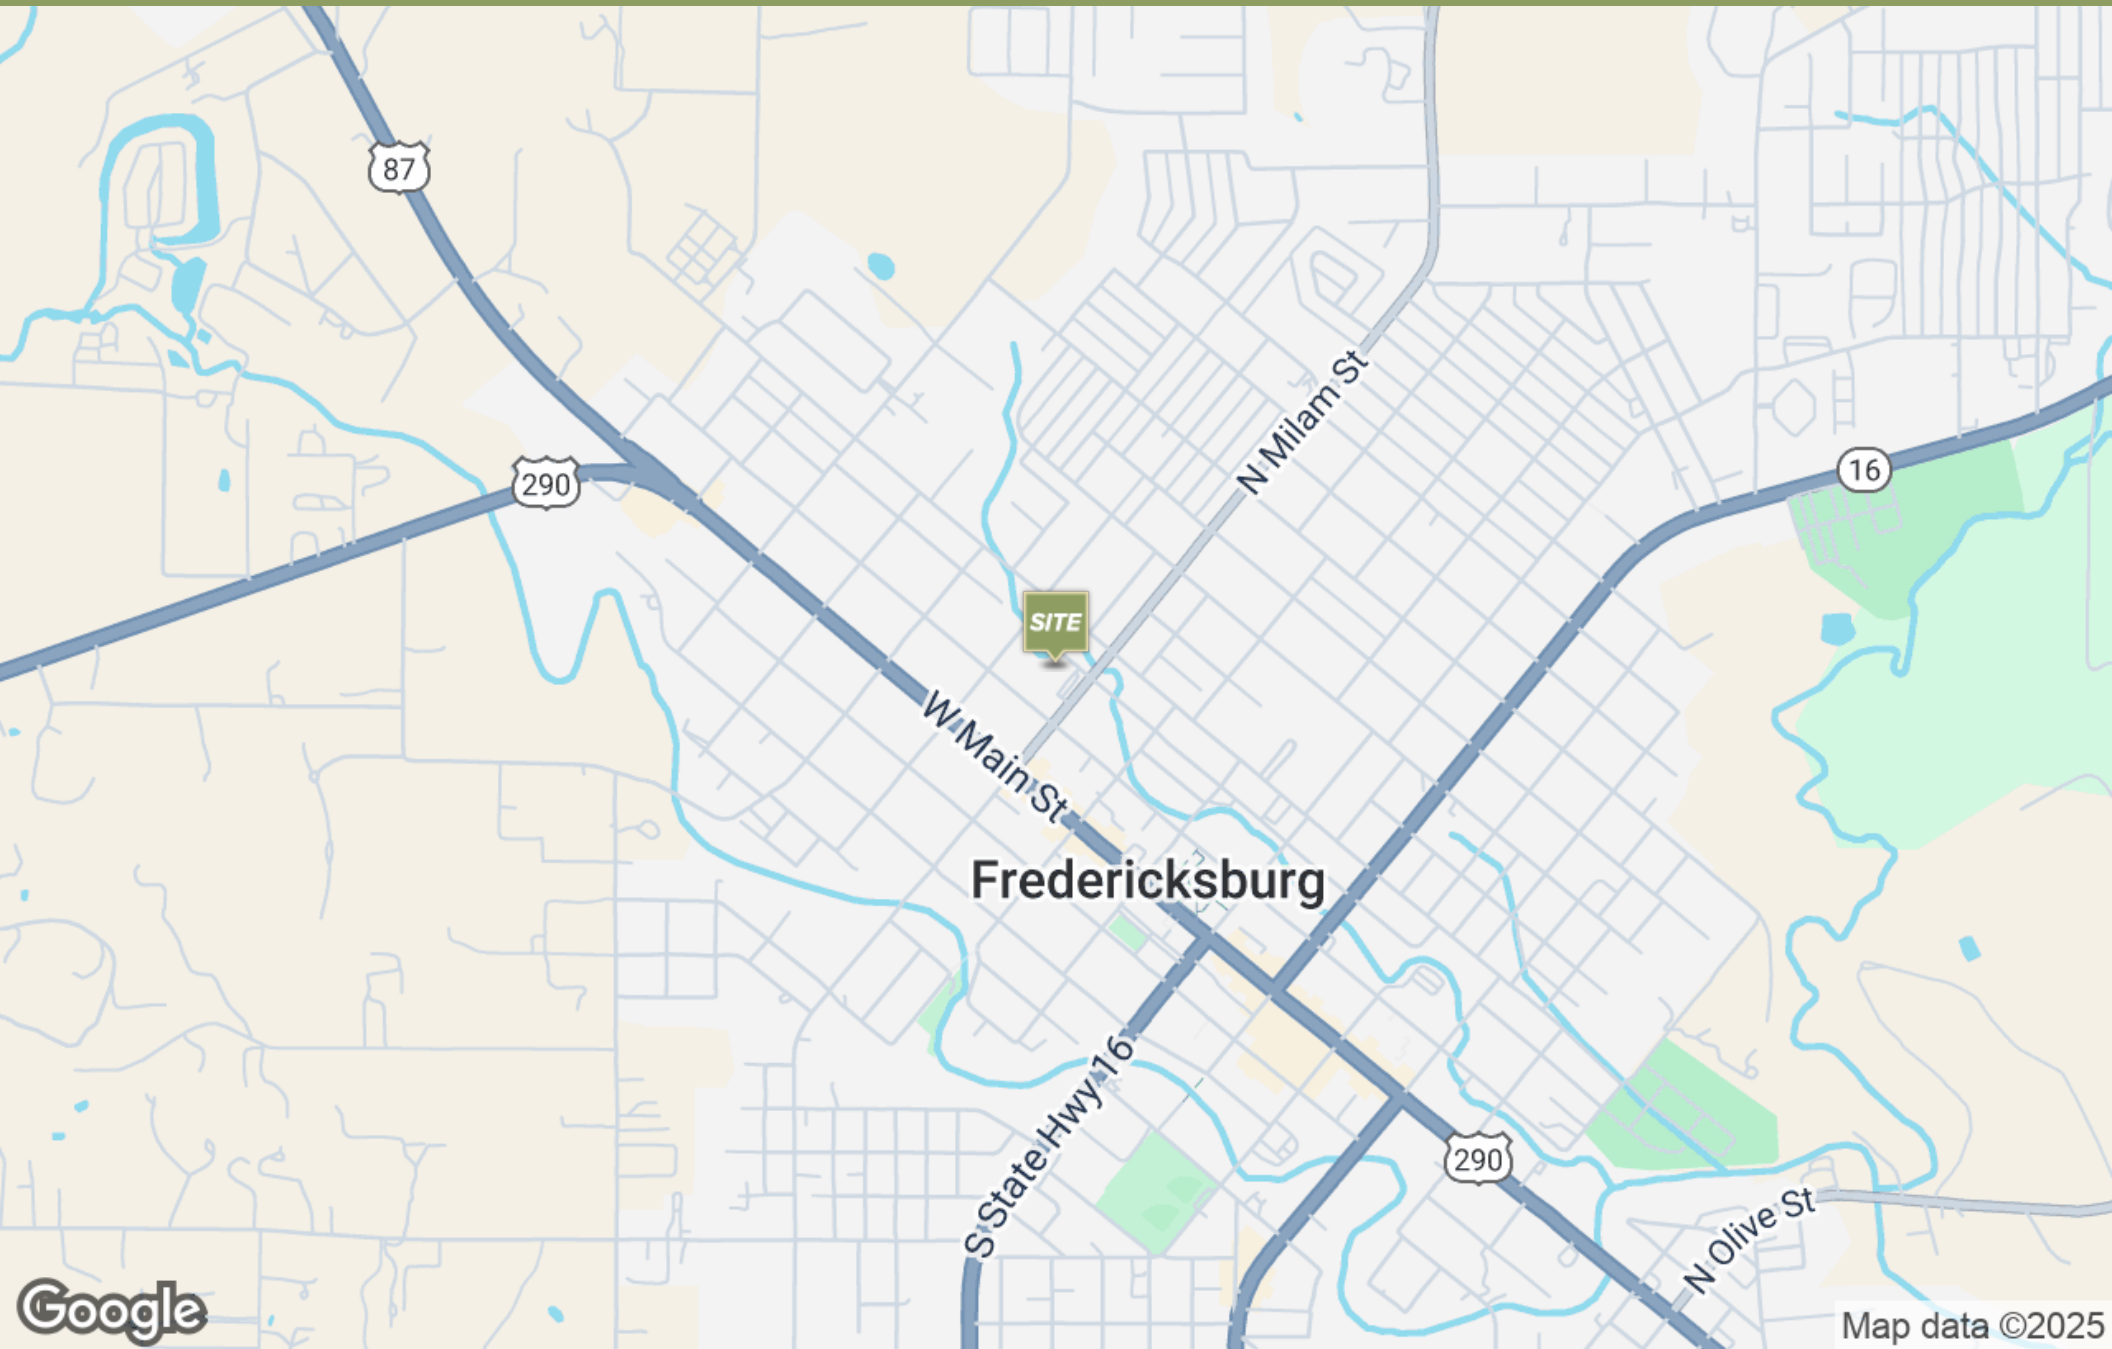 87
N Milam St
16
290
SITE
W Main St
Fredericksburg
S State Hwy 16
290
N Olive St
Google
Map data ©2025